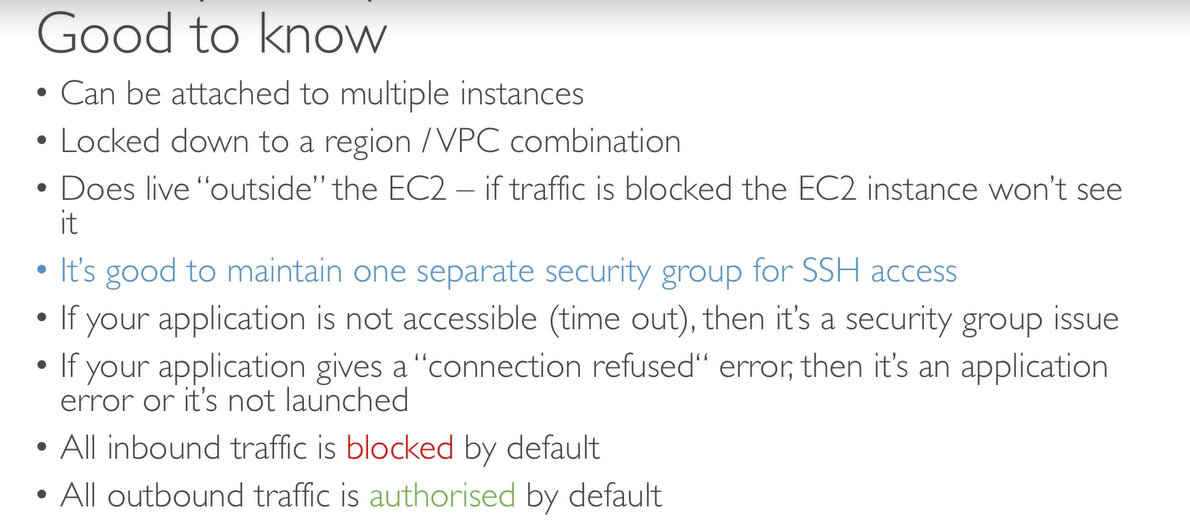 Good to know
• Can be attached to multiple instances
• Locked down to a region / VPC combination
• Does live “outside” the EC2 – if traffic is blocked the EC2 instance won’t see
it
• It’s good to maintain one separate security group for SSH access
• If your application is not accessible (time out), then it’s a security group issue
• If your application gives a “connection refused“ error, then it’s an application
error or it’s not launched
• All inbound traffic is blocked by default
• All outbound traffic is authorised by default